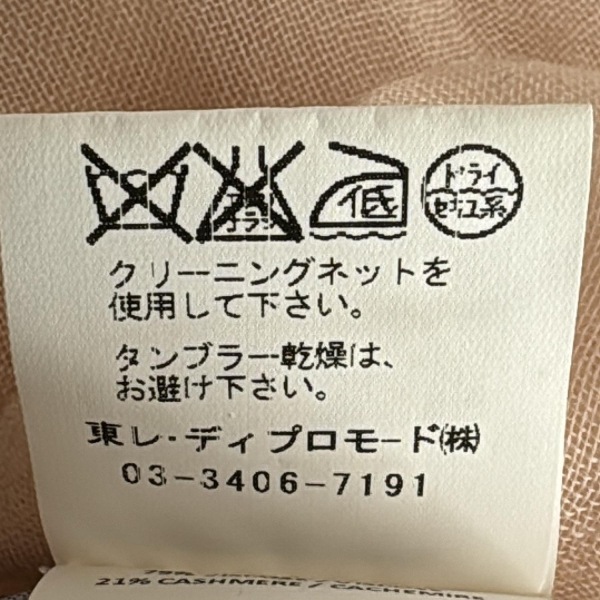 低
ドライ
セキユ系
クリーニングネットを
使用して下さい。
タンブラー乾燥は、
お避け下さい。
東レ・ディプロモード(株)
03-3406-7191
21% CASHMERE / CACHEMIRE